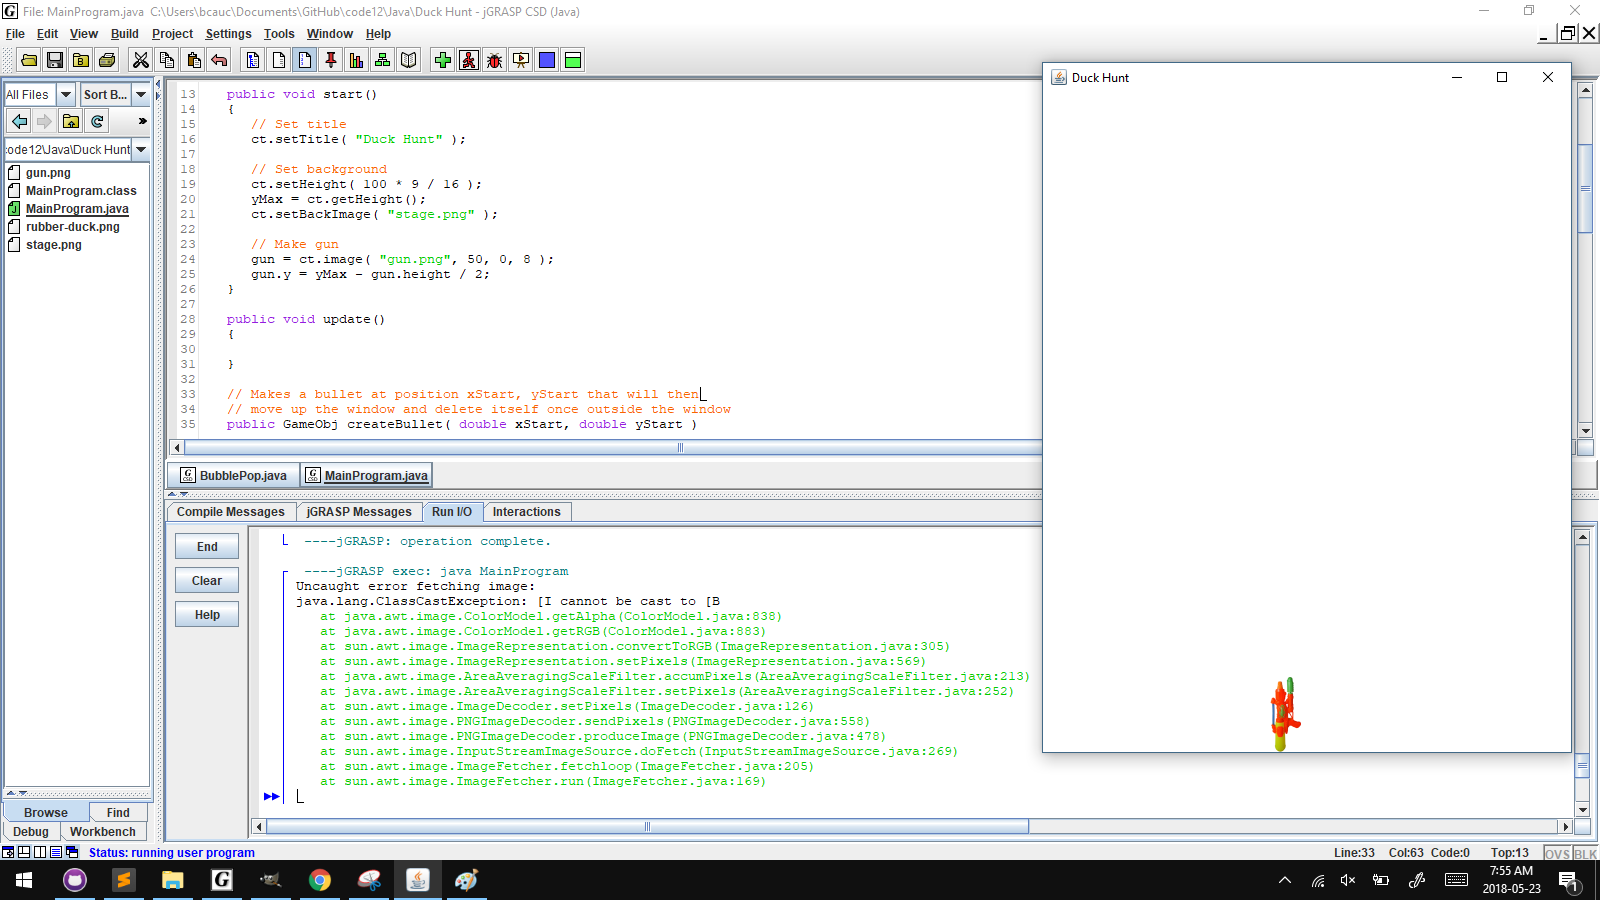 File: MainProgram.java  C:\Users\bcauc\Documents\GitHub\code12\Java\Duck Hunt - jGRASP CSD (Java)
File Edit View Build Project Settings Tools Window Help
All Files Sort B...
ode12\Java\Duck Hunt
gun.png
MainProgram.class
MainProgram.java
rubber-duck.png
stage.png
Browse Find
Debug Workbench
13 public void start()
14 {
15 // Set title
16 ct.setTitle( "Duck Hunt" );
17
18 // Set background
19 ct.setHeight( 100 * 9 / 16 );
20 yMax = ct.getHeight();
21 ct.setBackImage( "stage.png" );
22
23 // Make gun
24 gun = ct.image( "gun.png", 50, 0, 8 );
25 gun.y = yMax - gun.height / 2;
26 }
27
28 public void update()
29 {
30
31 }
32
33 // Makes a bullet at position xStart, yStart that will then
34 // move up the window and delete itself once outside the window
35 public GameObj createBullet( double xStart, double yStart )
BubblePop.java MainProgram.java
Compile Messages jGRASP Messages Run I/O Interactions
End
Clear
Help
----jGRASP: operation complete.
----jGRASP exec: java MainProgram
Uncaught error fetching image:
java.lang.ClassCastException: [I cannot be cast to [B
at java.awt.image.ColorModel.getAlpha(ColorModel.java:838)
at java.awt.image.ColorModel.getRGB(ColorModel.java:883)
at sun.awt.image.ImageRepresentation.convertToRGB(ImageRepresentation.java:305)
at sun.awt.image.ImageRepresentation.setPixels(ImageRepresentation.java:569)
at java.awt.image.AreaAveragingScaleFilter.accumPixels(AreaAveragingScaleFilter.java:213)
at java.awt.image.AreaAveragingScaleFilter.setPixels(AreaAveragingScaleFilter.java:252)
at sun.awt.image.ImageDecoder.setPixels(ImageDecoder.java:126)
at sun.awt.image.PNGImageDecoder.sendPixels(PNGImageDecoder.java:558)
at sun.awt.image.PNGImageDecoder.produceImage(PNGImageDecoder.java:478)
at sun.awt.image.InputStreamImageSource.doFetch(InputStreamImageSource.java:269)
at sun.awt.image.ImageFetcher.fetchloop(ImageFetcher.java:205)
at sun.awt.image.ImageFetcher.run(ImageFetcher.java:169)
Duck Hunt
Status: running user program
Line:33 Col:63 Code:0 Top:13 OVS BLK
7:55 AM
2018-05-23
1